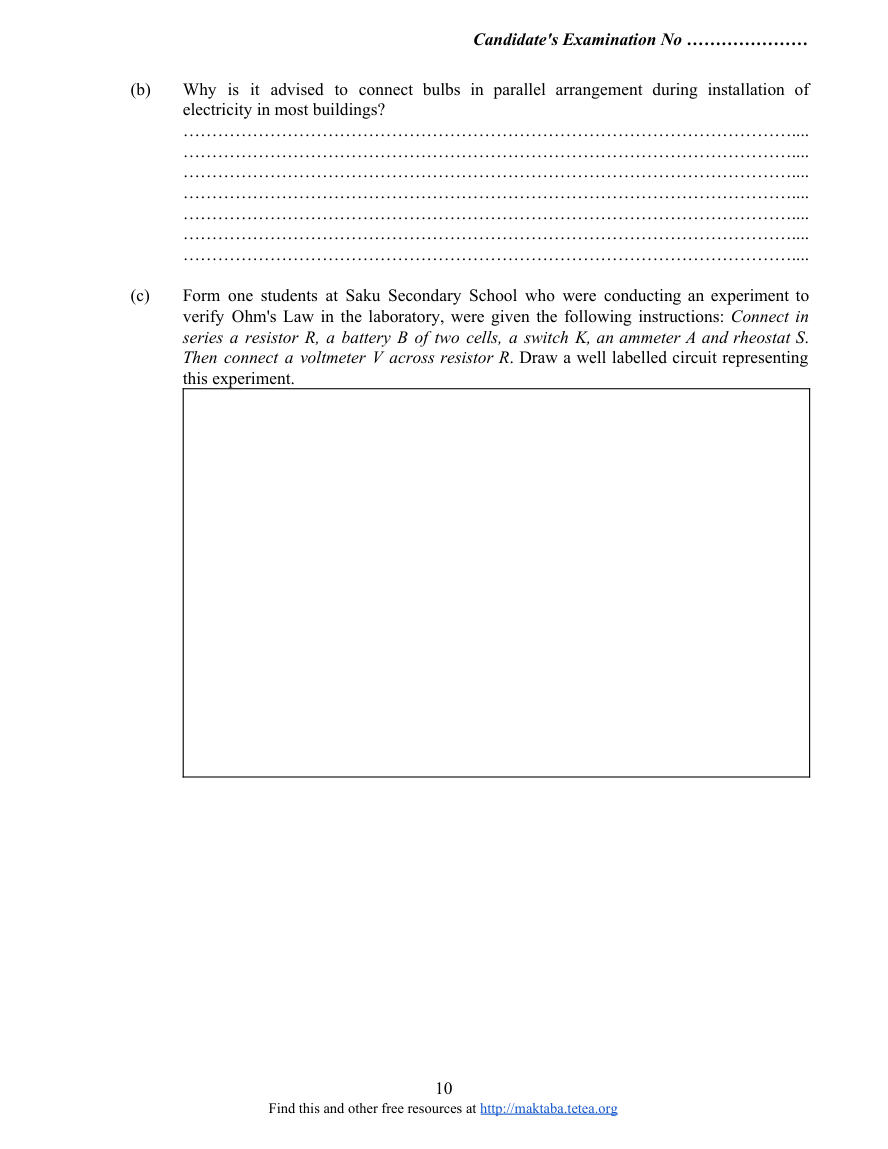 Candidate's Examination No …………………
(b) Why is it advised to connect bulbs in parallel arrangement during installation of
electricity in most buildings?
……………………………………………………………………………………………....
……………………………………………………………………………………………....
……………………………………………………………………………………………....
……………………………………………………………………………………………....
……………………………………………………………………………………………....
……………………………………………………………………………………………....
……………………………………………………………………………………………....
(c) Form one students at Saku Secondary School who were conducting an experiment to
verify Ohm's Law in the laboratory, were given the following instructions: Connect in
series a resistor R, a battery B of two cells, a switch K, an ammeter A and rheostat S.
Then connect a voltmeter V across resistor R. Draw a well labelled circuit representing
this experiment.
10
Find this and other free resources at http://maktaba.tetea.org